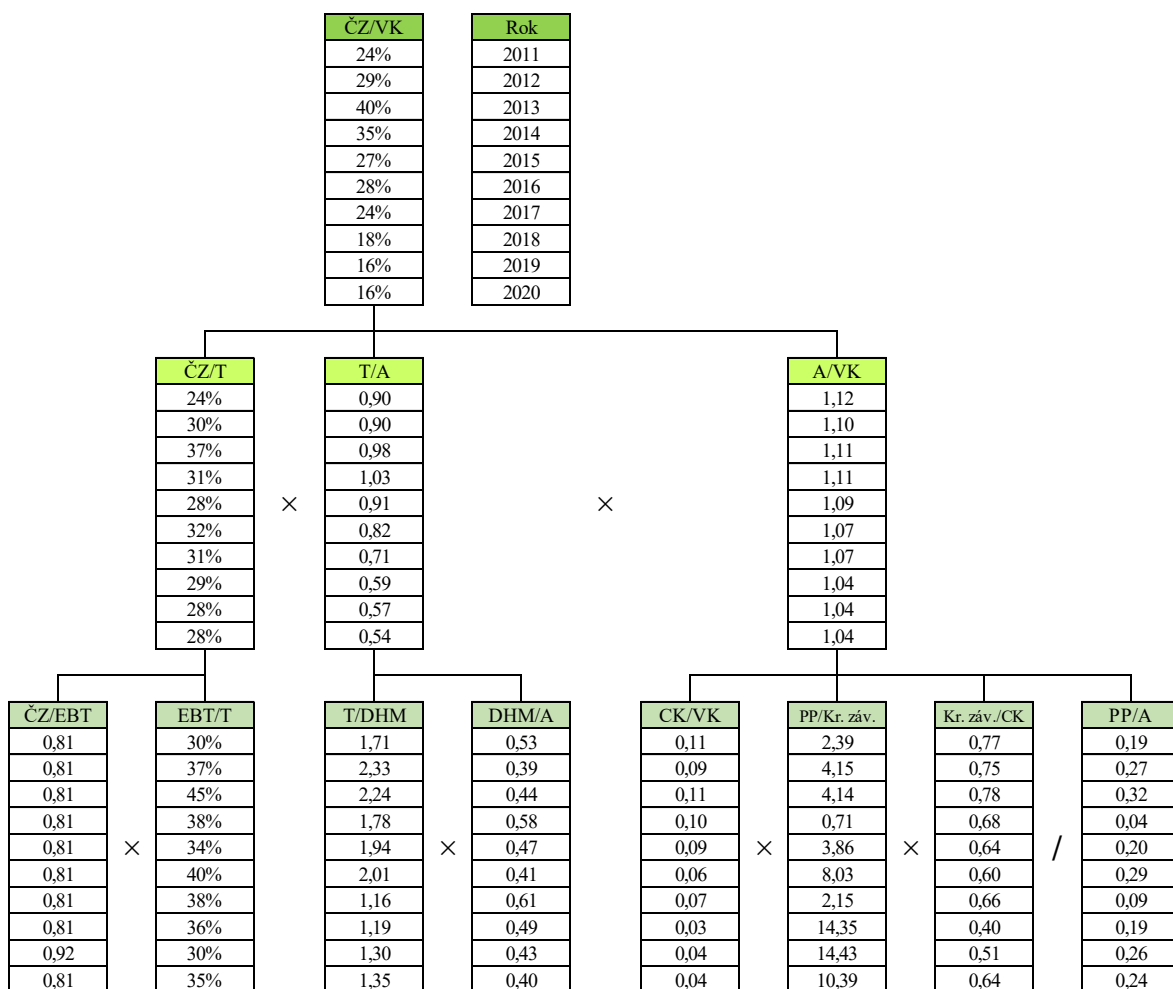 ČZ/VK Rok
24% 2011
29% 2012
40% 2013
35% 2014
27% 2015
28% 2016
24% 2017
18% 2018
16% 2019
16% 2020
ČZ/T T/A A/VK
24% 0,90 1,12
30% 0,90 1,10
37% 0,98 1,11
31% 1,03 1,11
28% × 0,91 × 1,09
32% 0,82 1,07
31% 0,71 1,07
29% 0,59 1,04
28% 0,57 1,04
28% 0,54 1,04
ČZ/EBT EBT/T T/DHM DHM/A CK/VK PP/Kr. záv. Kr. záv./CK PP/A
0,81 30% 1,71 0,53 0,11 2,39 0,77 0,19
0,81 37% 2,33 0,39 0,09 4,15 0,75 0,27
0,81 45% 2,24 0,44 0,11 4,14 0,78 0,32
0,81 38% 1,78 0,58 0,10 0,71 0,68 0,04
0,81 × 34% 1,94 × 0,47 0,09 × 3,86 × 0,64 / 0,20
0,81 40% 2,01 0,41 0,06 8,03 0,60 0,29
0,81 38% 1,16 0,61 0,07 2,15 0,66 0,09
0,81 36% 1,19 0,49 0,03 14,35 0,40 0,19
0,92 30% 1,30 0,43 0,04 14,43 0,51 0,26
0,81 35% 1,35 0,40 0,04 10,39 0,64 0,24